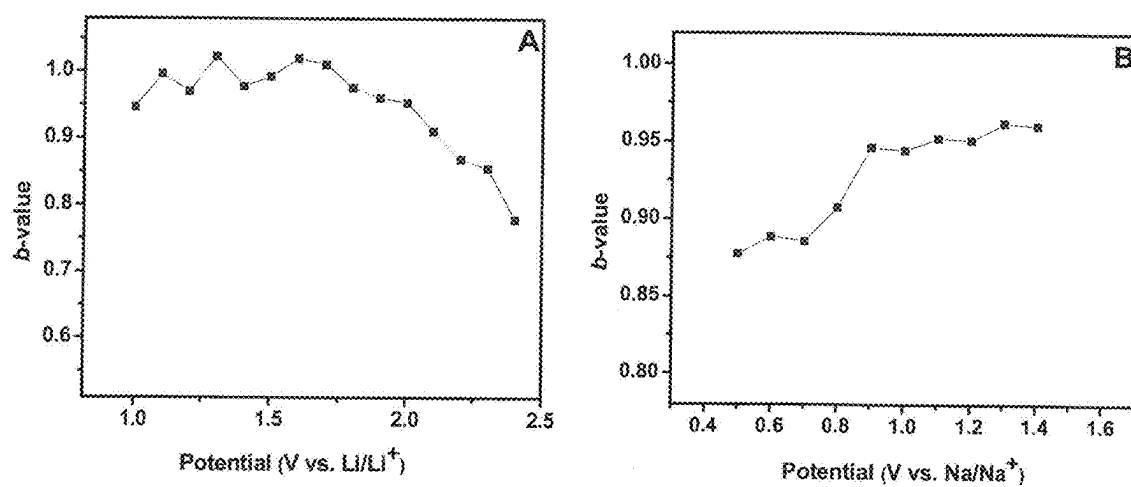 A
1.0
0.9
0.8
0.7
0.6
b-value
1.0 1.5 2.0 2.5
Potential (V vs. Li/Li⁺)
B
1.00
0.95
0.90
0.85
0.80
b-value
0.4 0.6 0.8 1.0 1.2 1.4 1.6
Potential (V vs. Na/Na⁺)